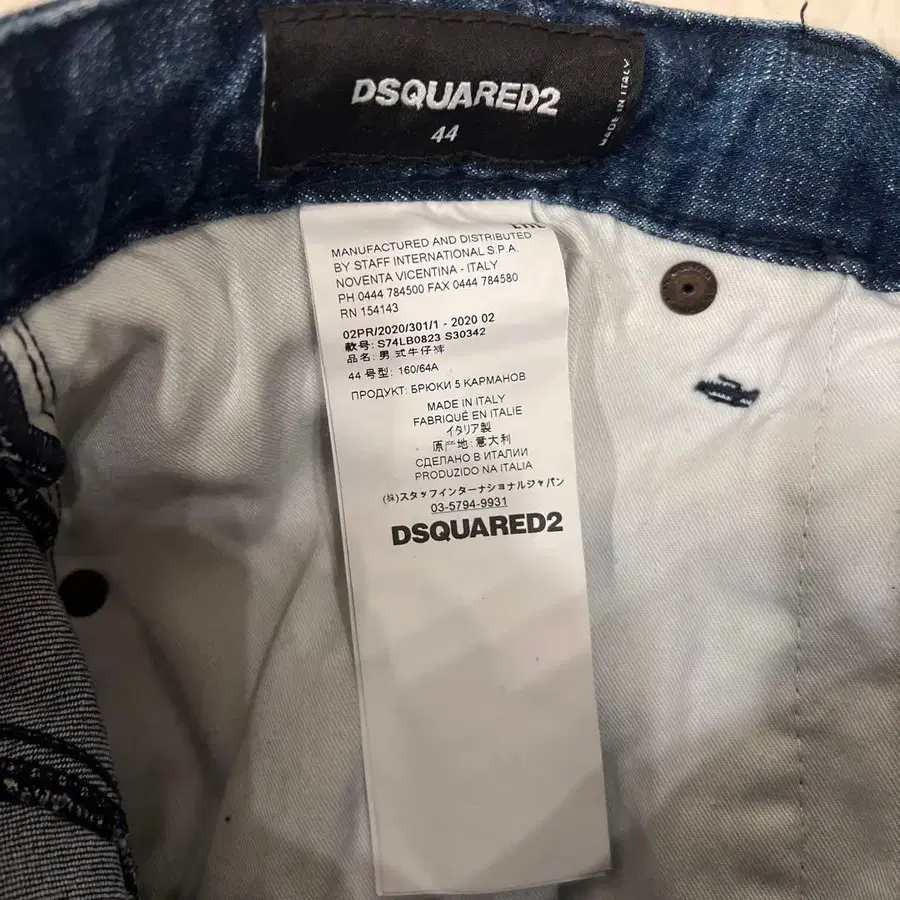 DSQUARED2
44
MADE IN ITALY
MANUFACTURED AND DISTRIBUTED
BY STAFF INTERNATIONAL S.P.A.
NOVENTA VICENTINA - ITALY
PH 0444 784500 FAX 0444 784580
RN 154143
02PR/2020/301/1 - 2020 02
款号: S74LB0823 S30342
品名: 男 式牛仔裤
44 号型: 160/64A
ПРОДУКТ: БРЮКИ 5 КАРМАНОВ
MADE IN ITALY
FABRIQUÉ EN ITALIE
イタリア製
原产地: 意大利
СДЕЛАНО В ИТАЛИИ
PRODUZIDO NA ITALIA
(株)スタッフインターナショナルジャパン
03-5794-9931
DSQUARED2